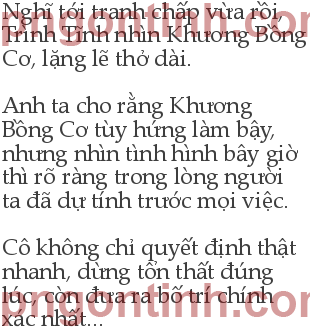 Nghĩ tới tranh chấp vừa rồi,
Trình Tĩnh nhìn Khương Bồng
Cơ, lặng lẽ thở dài.
Anh ta cho rằng Khương
Bồng Cơ tùy hứng làm bậy,
nhưng nhìn tình hình bây giờ
thì rõ ràng trong lòng người
ta đã dự tính trước mọi việc.
Cô không chỉ quyết định thật
nhanh, dừng tổn thất đúng
lúc, còn đưa ra bố trí chính
xác nhất...